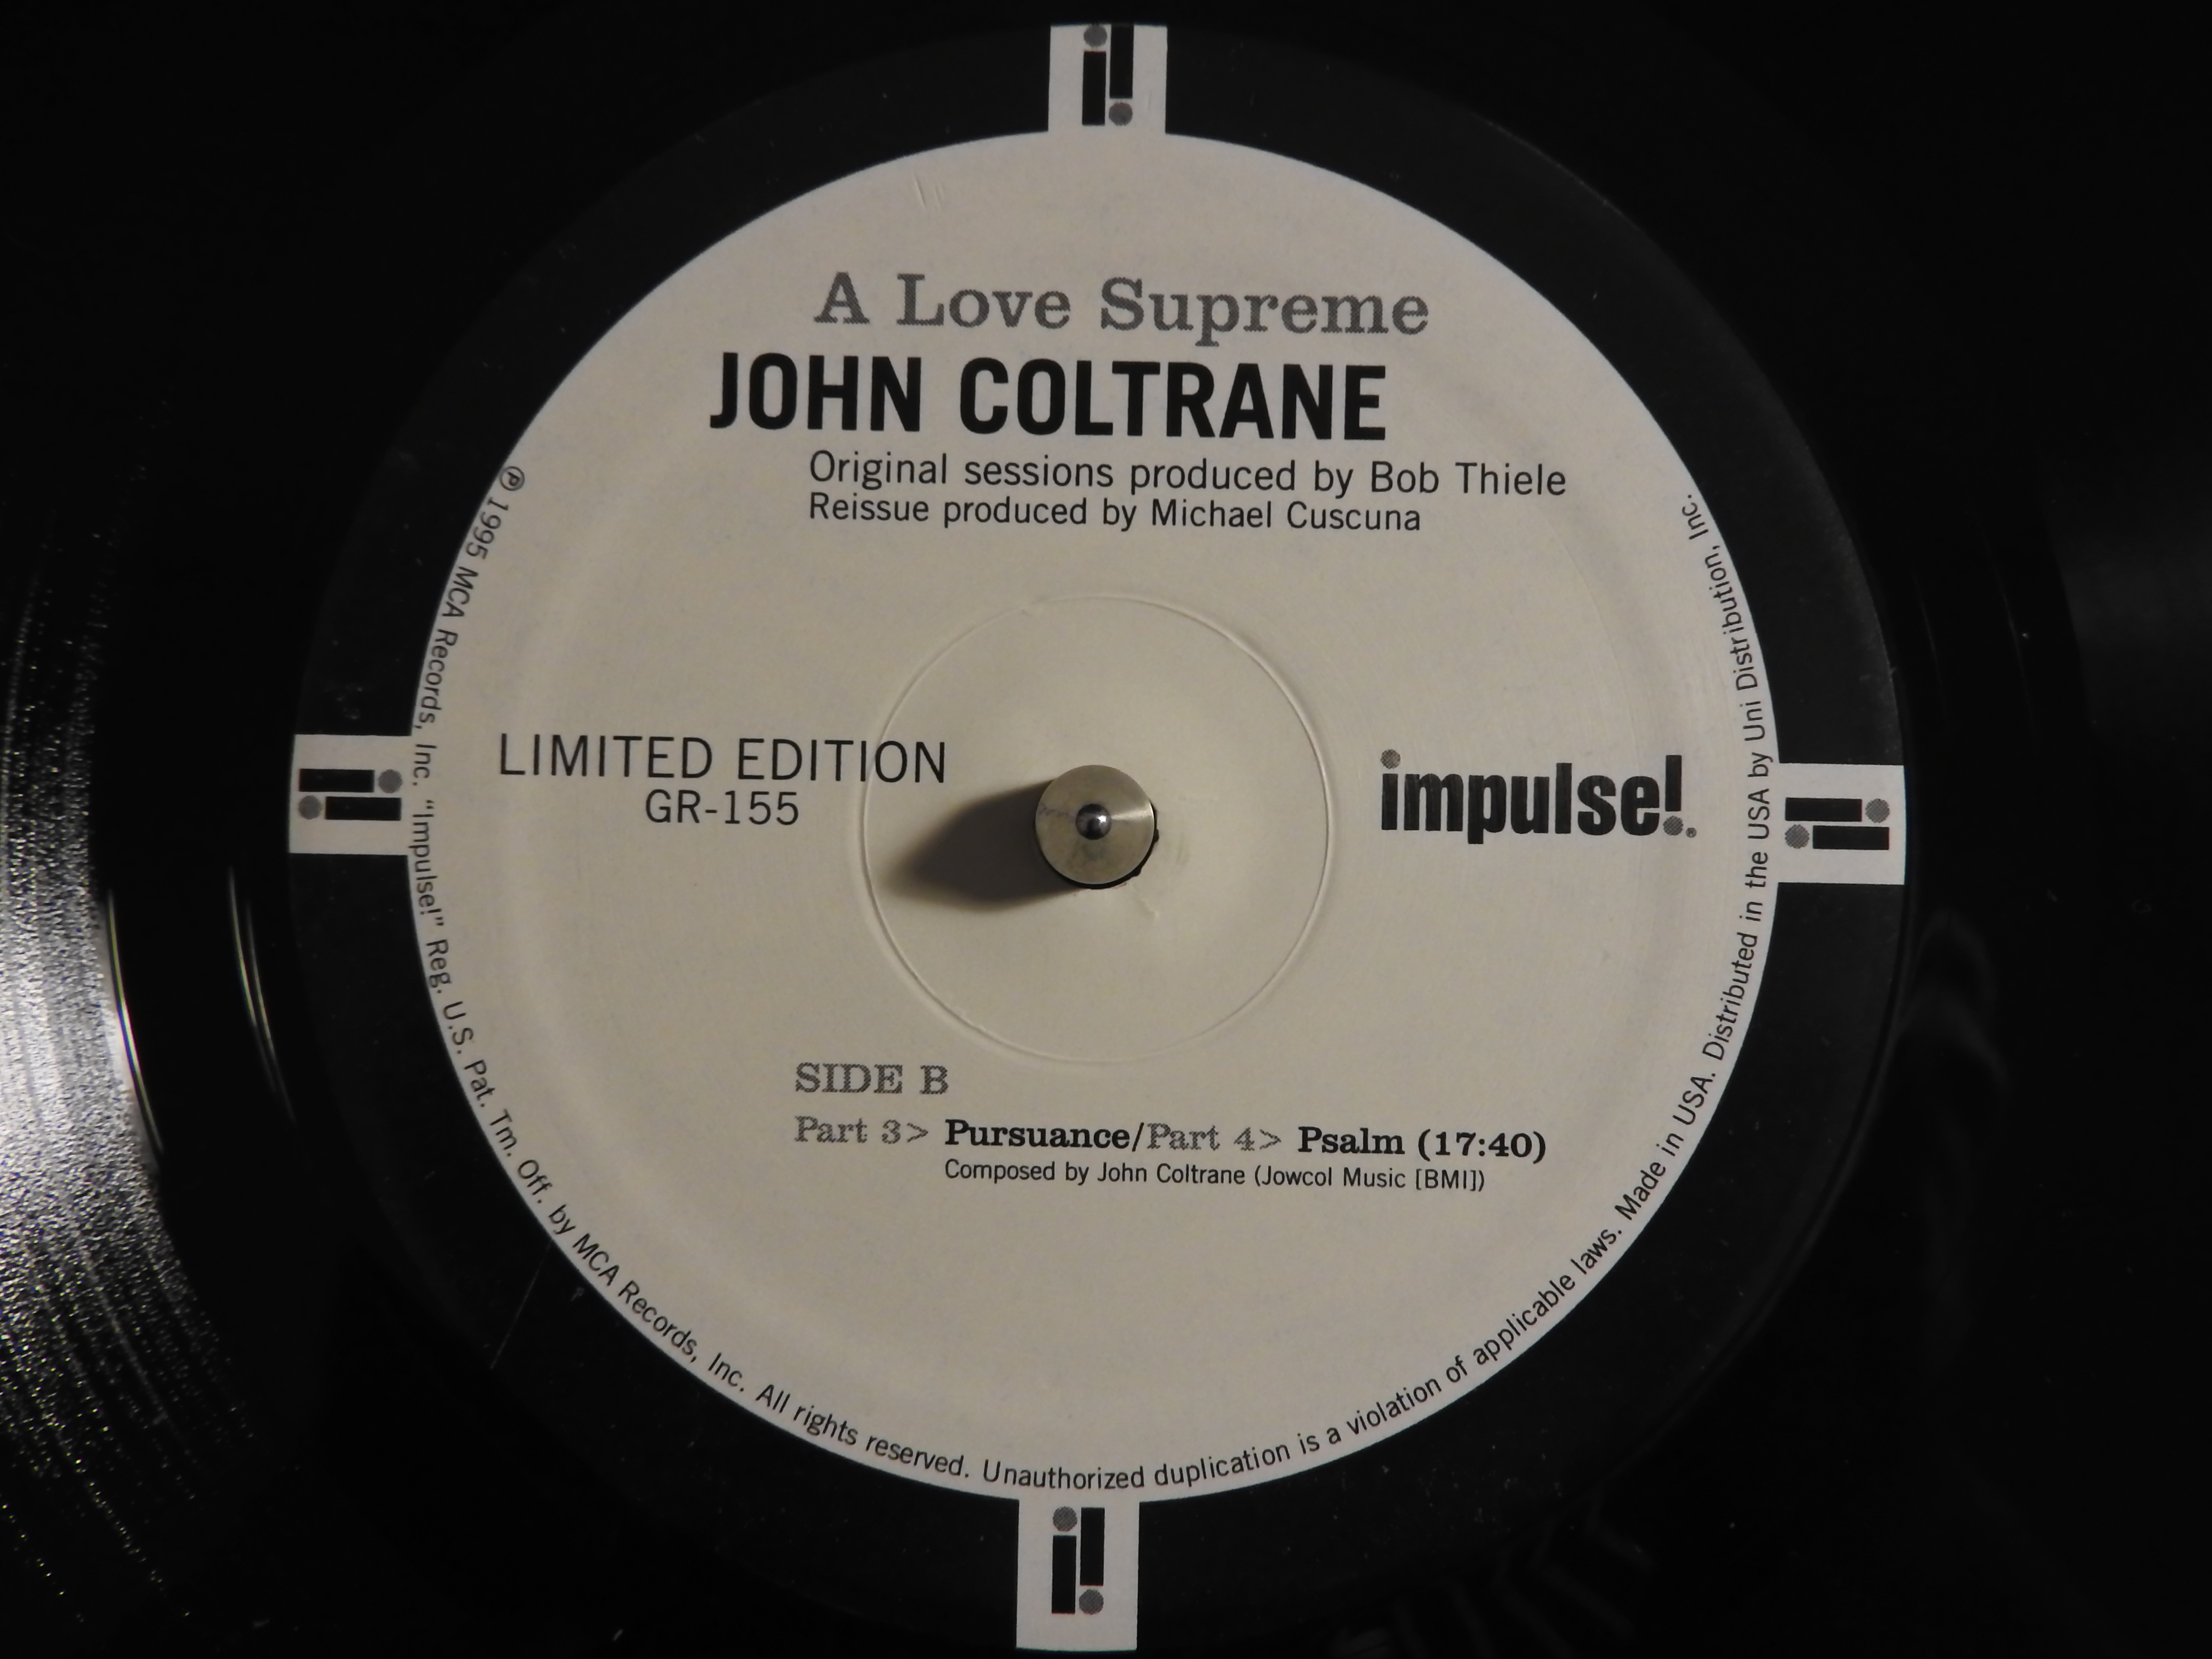 A Love Supreme
JOHN COLTRANE
Original sessions produced by Bob Thiele
Reissue produced by Michael Cuscuna
LIMITED EDITION
GR-155
impulse!®
SIDE B
Part 3> Pursuance/Part 4> Psalm (17:40)
Composed by John Coltrane (Jowcol Music [BMI])
℗ 1995 MCA Records, Inc. "Impulse!" Reg. U.S. Pat. Tm. Off. by MCA Records, Inc. All rights reserved. Unauthorized duplication is a violation of applicable laws. Made in USA. Distributed in the USA by Uni Distribution, Inc.
i!
i!
i!
i!